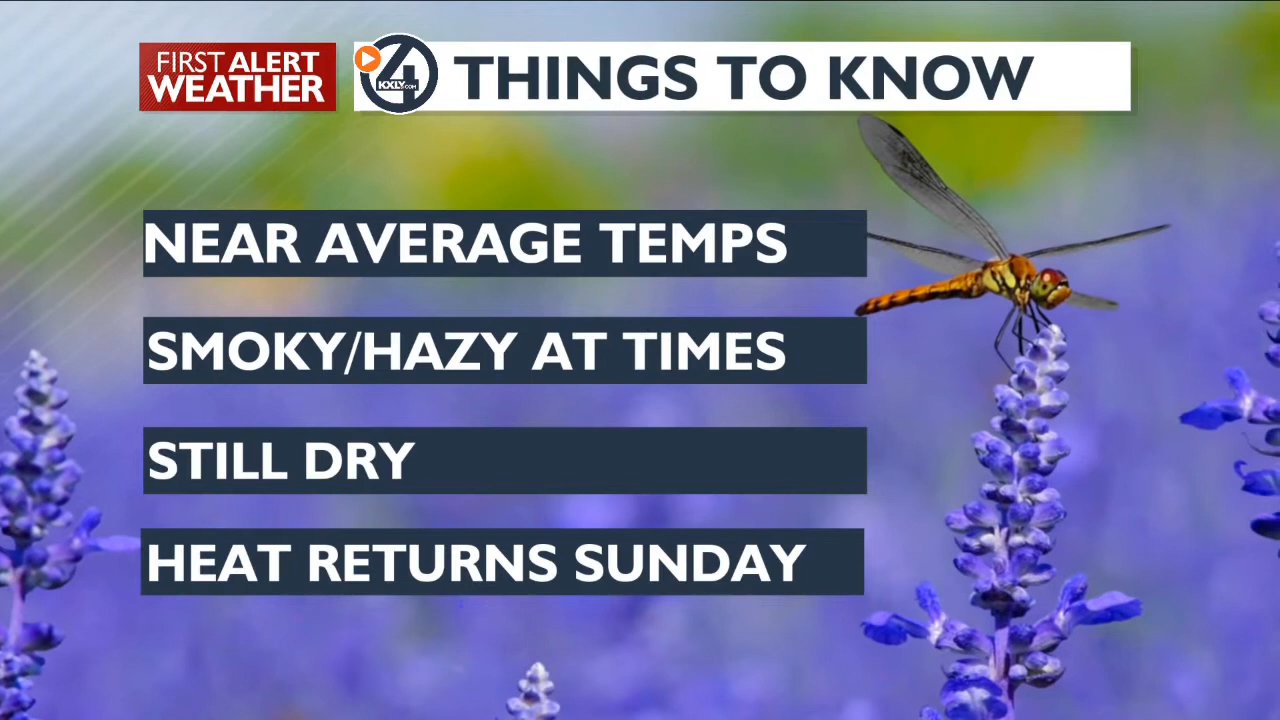 FIRST ALERT
WEATHER
4
KXLY.COM
THINGS TO KNOW
NEAR AVERAGE TEMPS
SMOKY/HAZY AT TIMES
STILL DRY
HEAT RETURNS SUNDAY